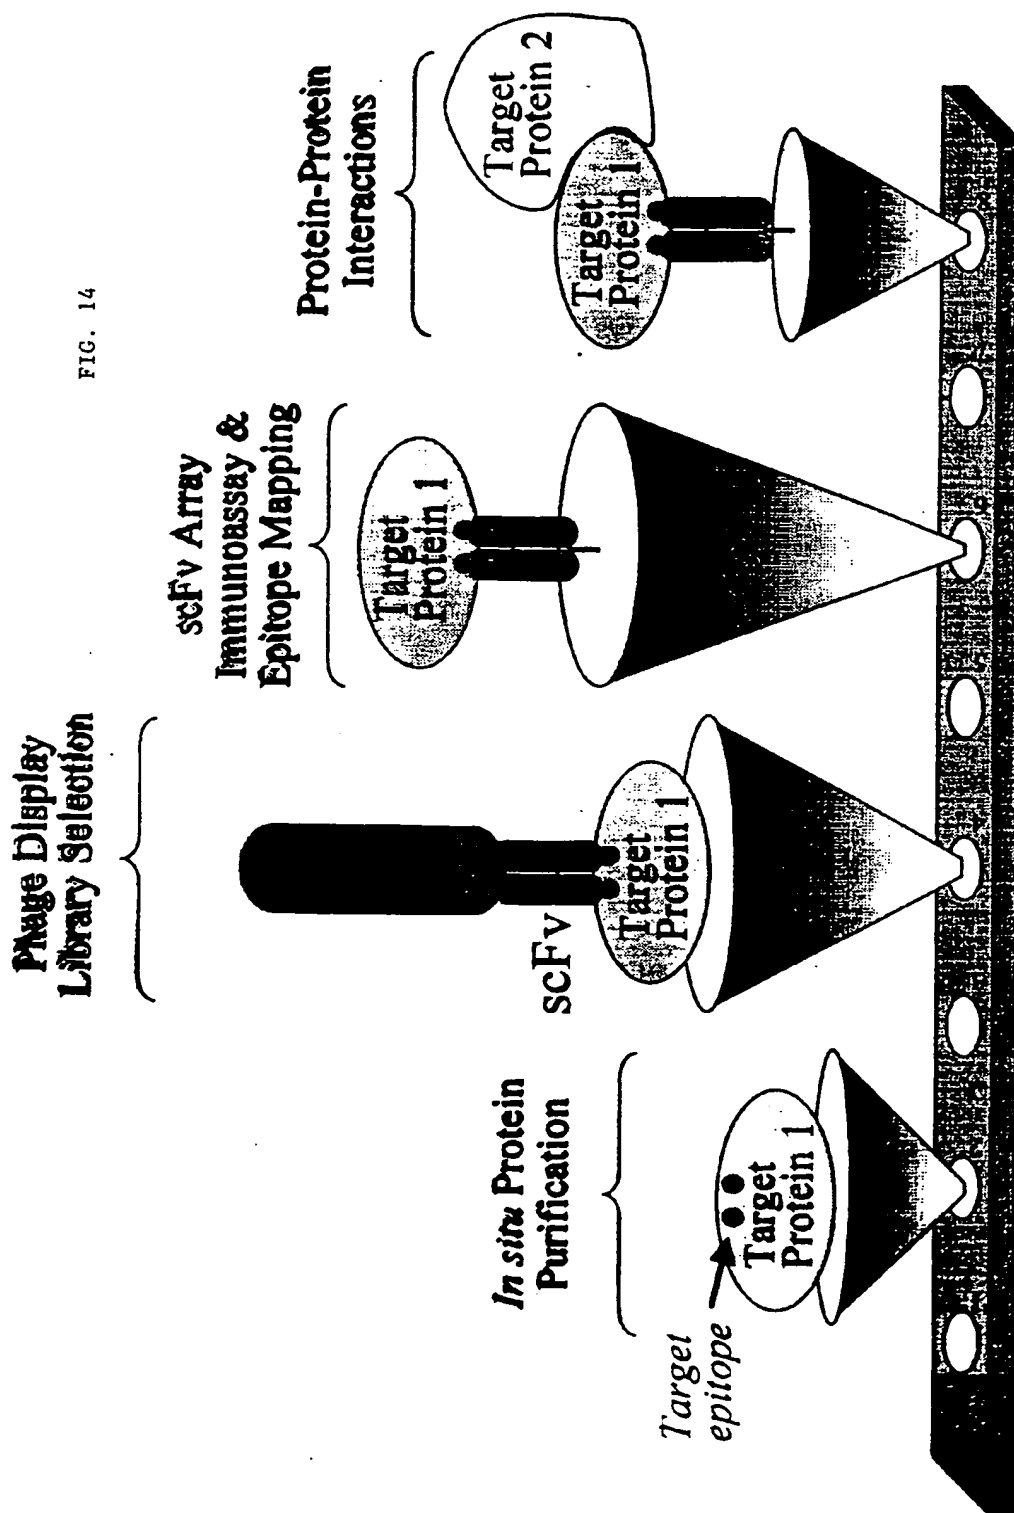 FIG. 14
In situ Protein
Purification
Target
epitope
Target
Protein 1
Phage Display
Library Selection
scFv
Target
Protein 1
scFv Array
Immunoassay &
Epitope Mapping
Target
Protein 1
Protein-Protein
Interactions
Target
Protein 1
Target
Protein 2